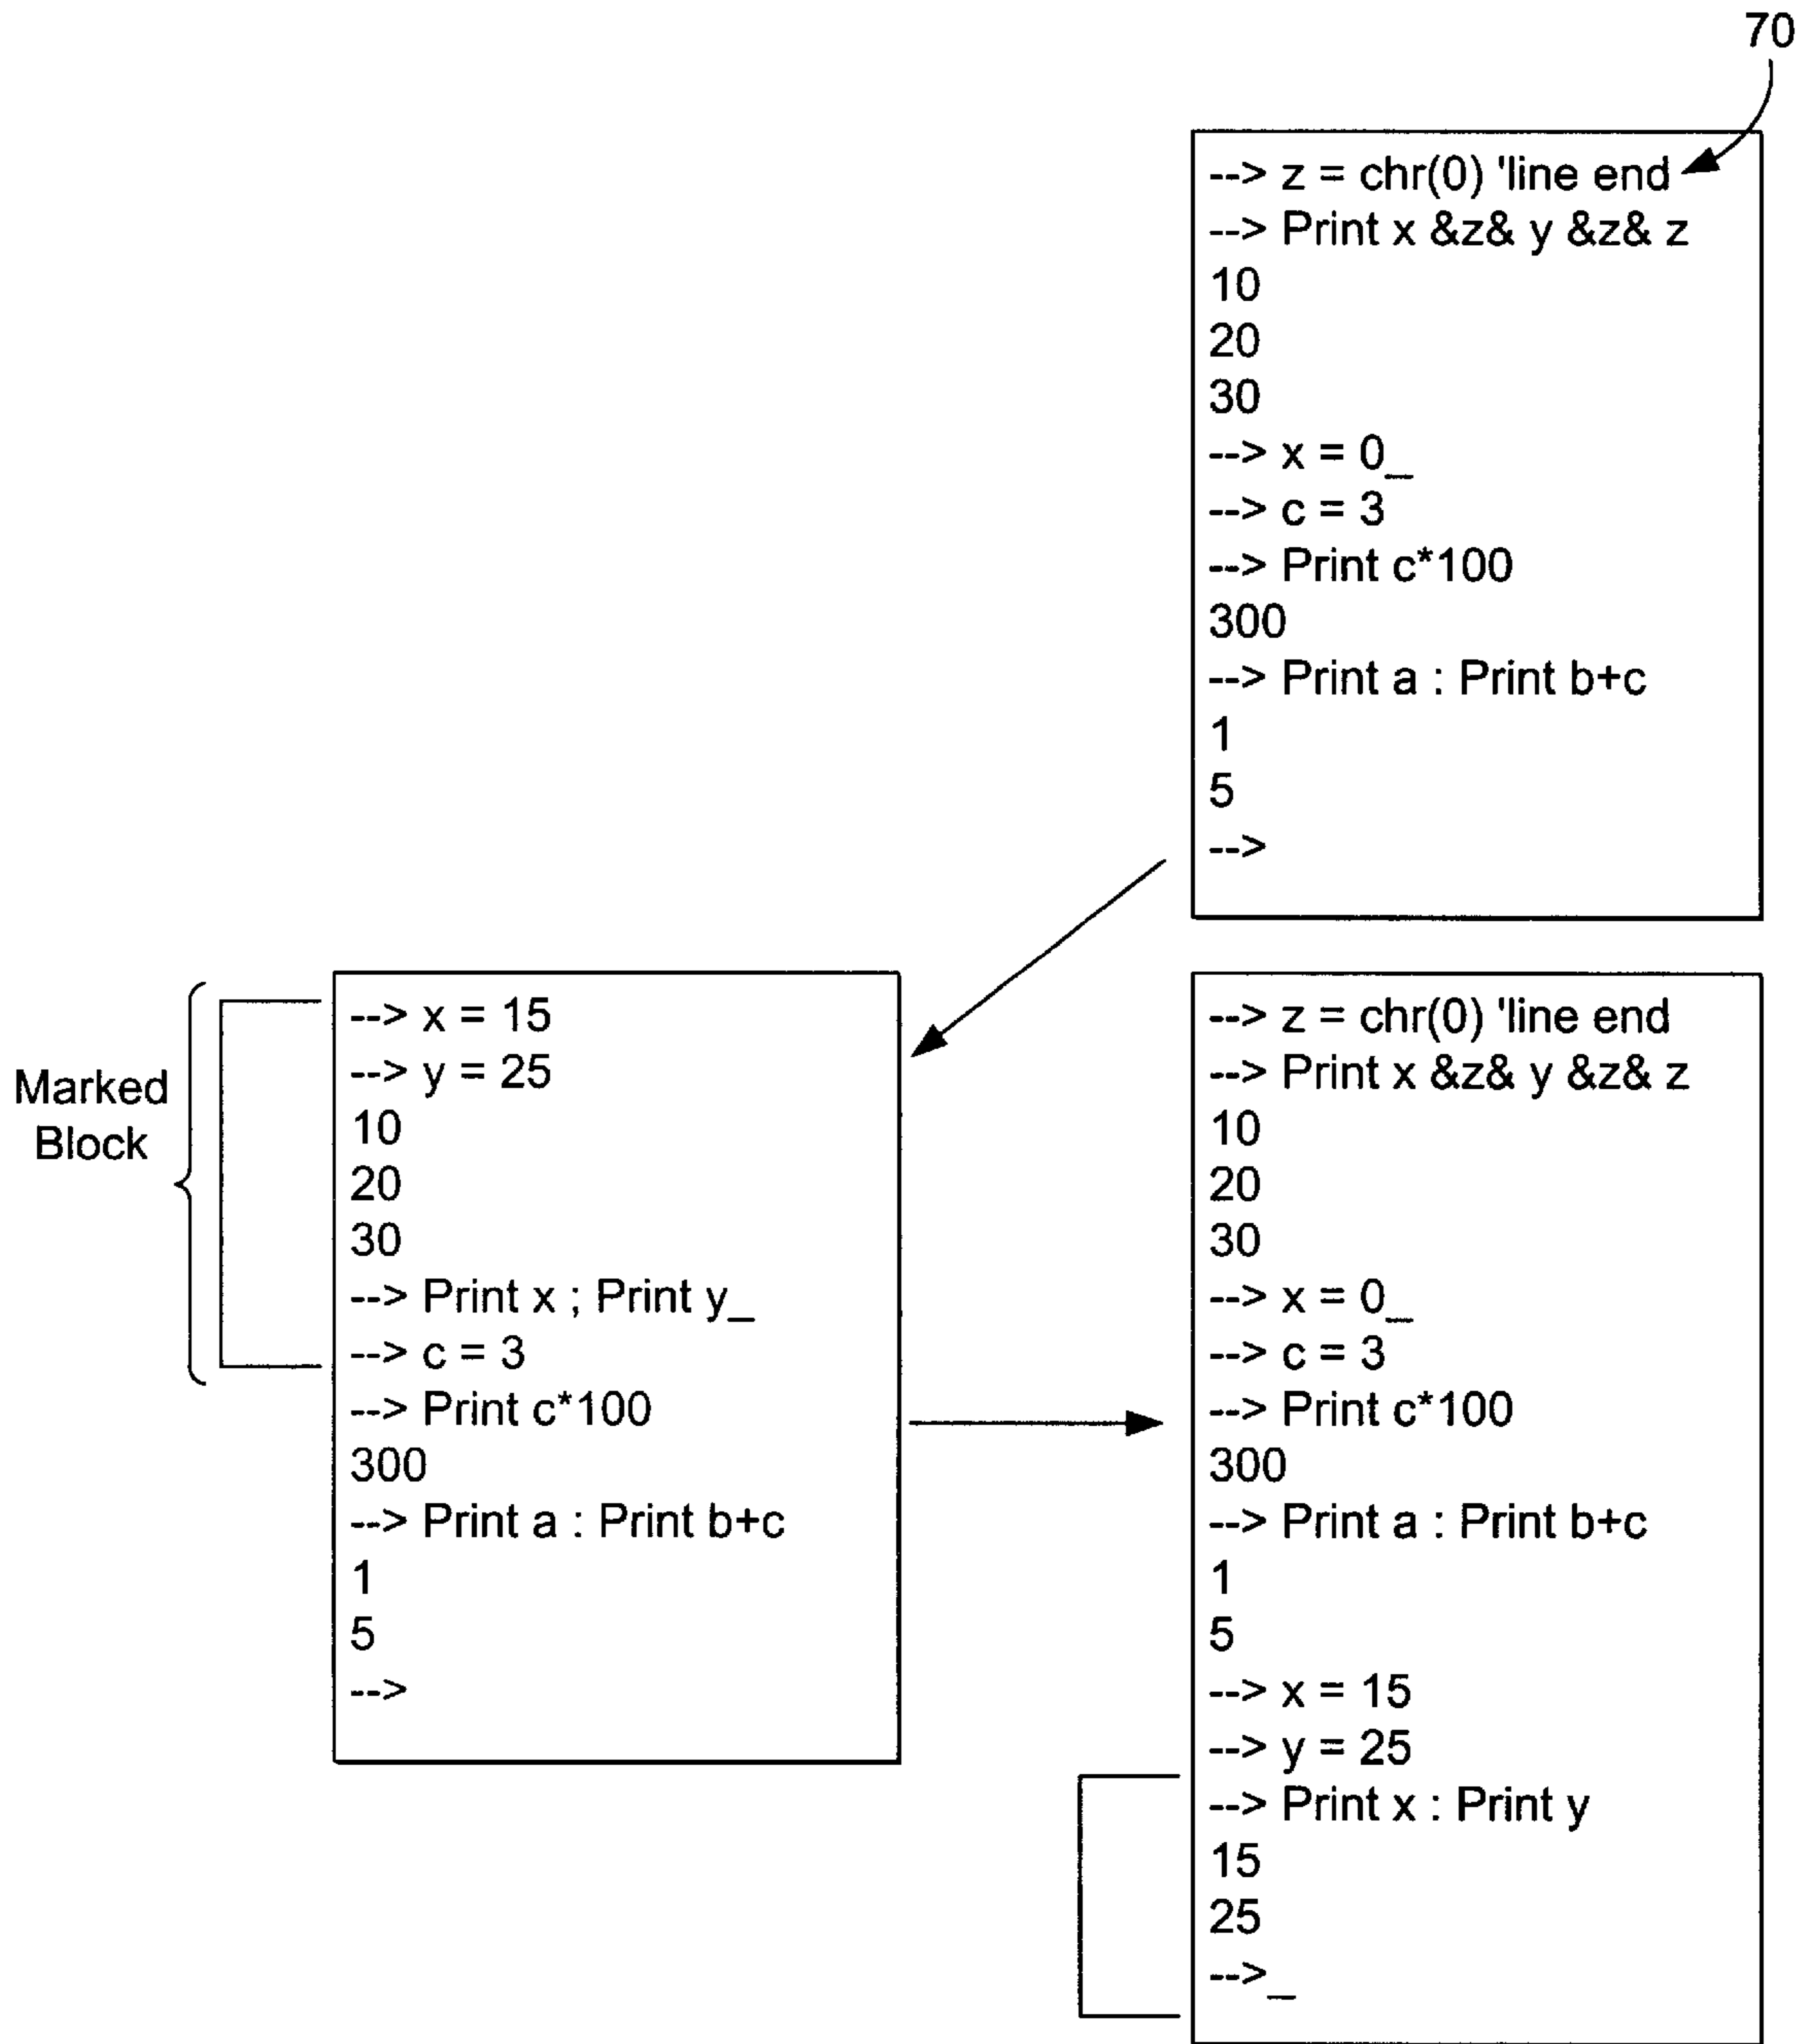 70
--> z = chr(0) 'line end
--> Print x &z& y &z& z
10
20
30
--> x = 0_
--> c = 3
--> Print c*100
300
--> Print a : Print b+c
1
5
-->
Marked
Block
--> x = 15
--> y = 25
10
20
30
--> Print x ; Print y_
--> c = 3
--> Print c*100
300
--> Print a : Print b+c
1
5
-->
--> z = chr(0) 'line end
--> Print x &z& y &z& z
10
20
30
--> x = 0_
--> c = 3
--> Print c*100
300
--> Print a : Print b+c
1
5
--> x = 15
--> y = 25
--> Print x : Print y
15
25
-->_